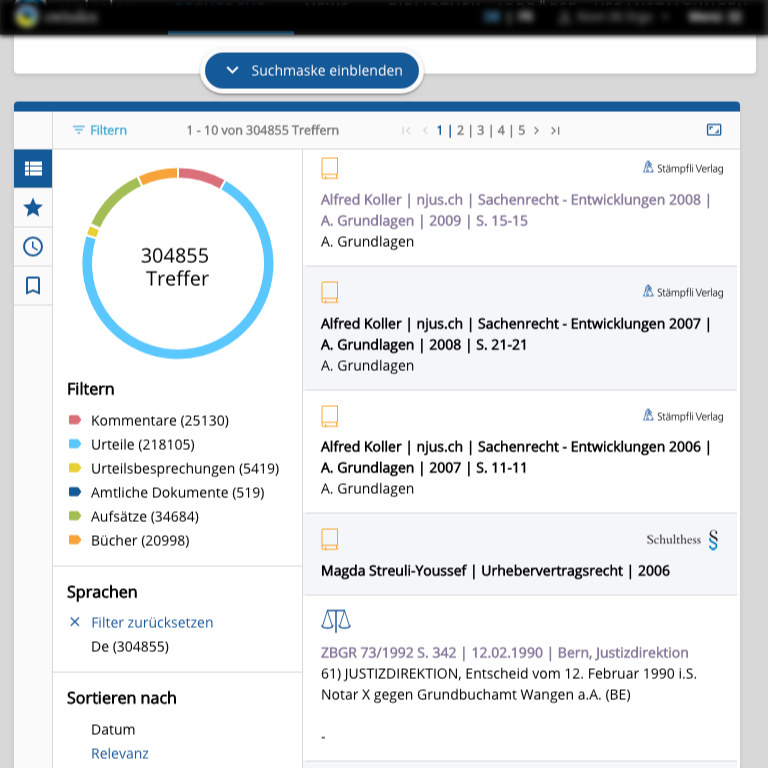 Suchmaske einblenden
Filtern
1 - 10 von 304855 Treffern
1 | 2 | 3 | 4 | 5
304855
Treffer
Filtern
Kommentare (25130)
Urteile (218105)
Urteilsbesprechungen (5419)
Amtliche Dokumente (519)
Aufsätze (34684)
Bücher (20998)
Sprachen
Filter zurücksetzen
De (304855)
Sortieren nach
Datum
Relevanz
Stämpfli Verlag
Alfred Koller | njus.ch | Sachenrecht - Entwicklungen 2008 |
A. Grundlagen | 2009 | S. 15-15
A. Grundlagen
Stämpfli Verlag
Alfred Koller | njus.ch | Sachenrecht - Entwicklungen 2007 |
A. Grundlagen | 2008 | S. 21-21
A. Grundlagen
Stämpfli Verlag
Alfred Koller | njus.ch | Sachenrecht - Entwicklungen 2006 |
A. Grundlagen | 2007 | S. 11-11
A. Grundlagen
Schulthess §
Magda Streuli-Youssef | Urhebervertragsrecht | 2006
ZBGR 73/1992 S. 342 | 12.02.1990 | Bern, Justizdirektion
61) JUSTIZDIREKTION, Entscheid vom 12. Februar 1990 i.S.
Notar X gegen Grundbuchamt Wangen a.A. (BE)
-